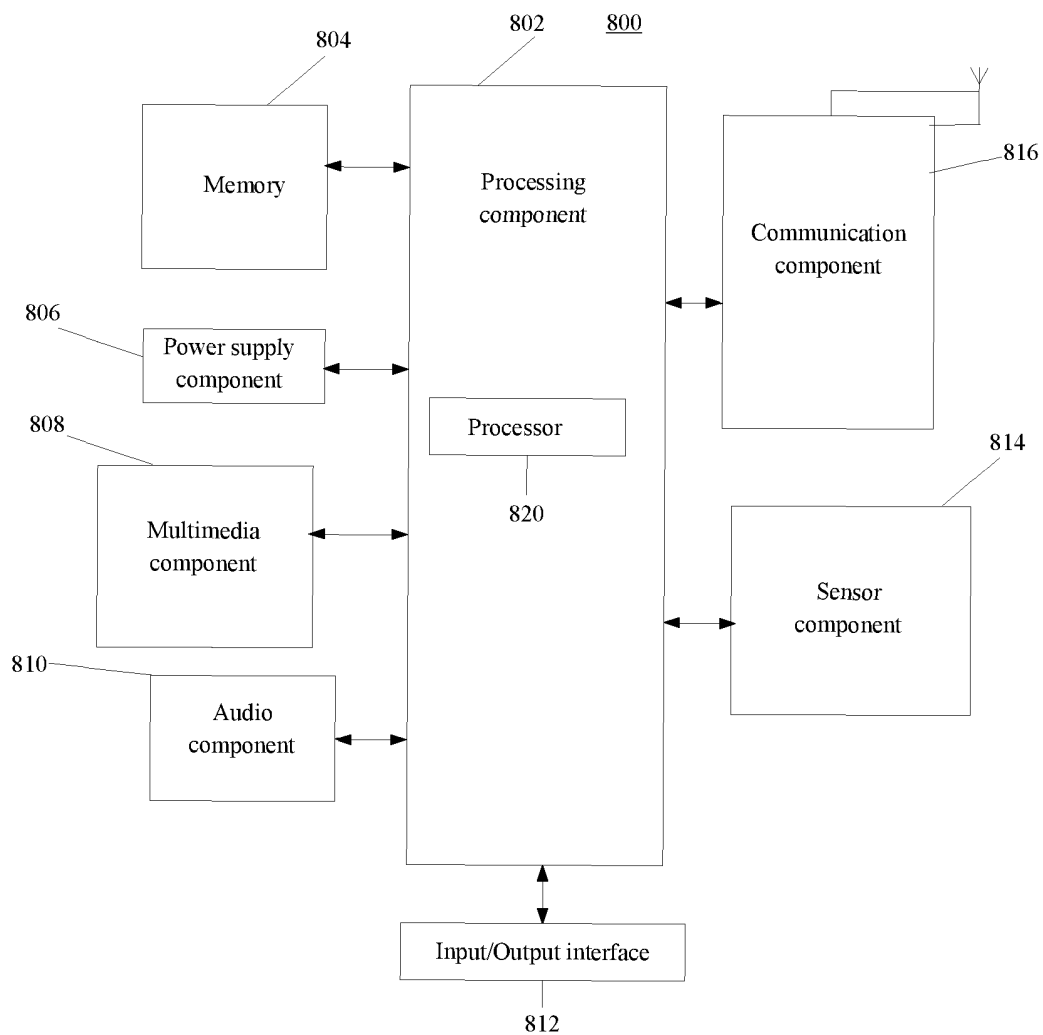 800
802
804
Memory
Processing
component
816
Communication
component
806
Power supply
component
808
Processor
820
814
Multimedia
component
Sensor
component
810
Audio
component
Input/Output interface
812